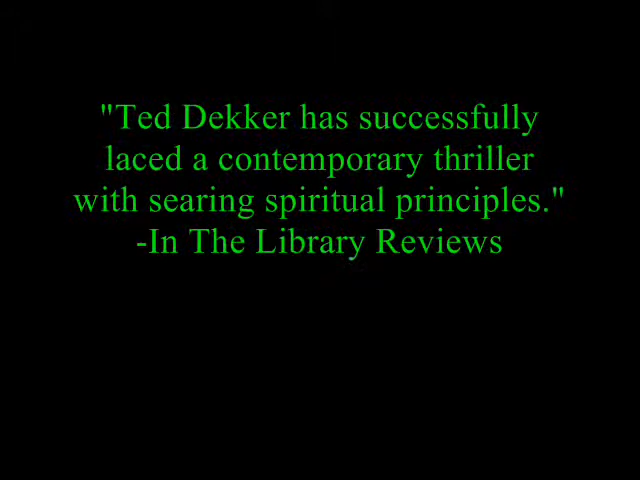 "Ted Dekker has successfully
laced a contemporary thriller
with searing spiritual principles."
-In The Library Reviews